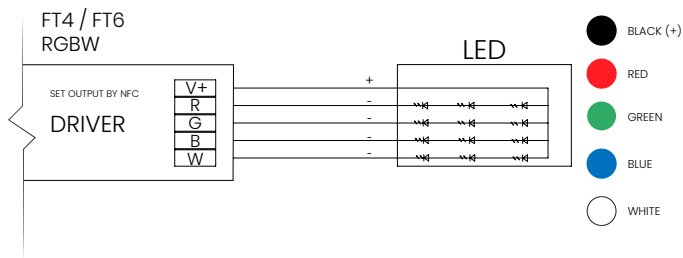 FT4 / FT6
RGBW
SET OUTPUT BY NFC
DRIVER
V+
R
G
B
W
+
-
-
-
-
LED
BLACK (+)
RED
GREEN
BLUE
WHITE